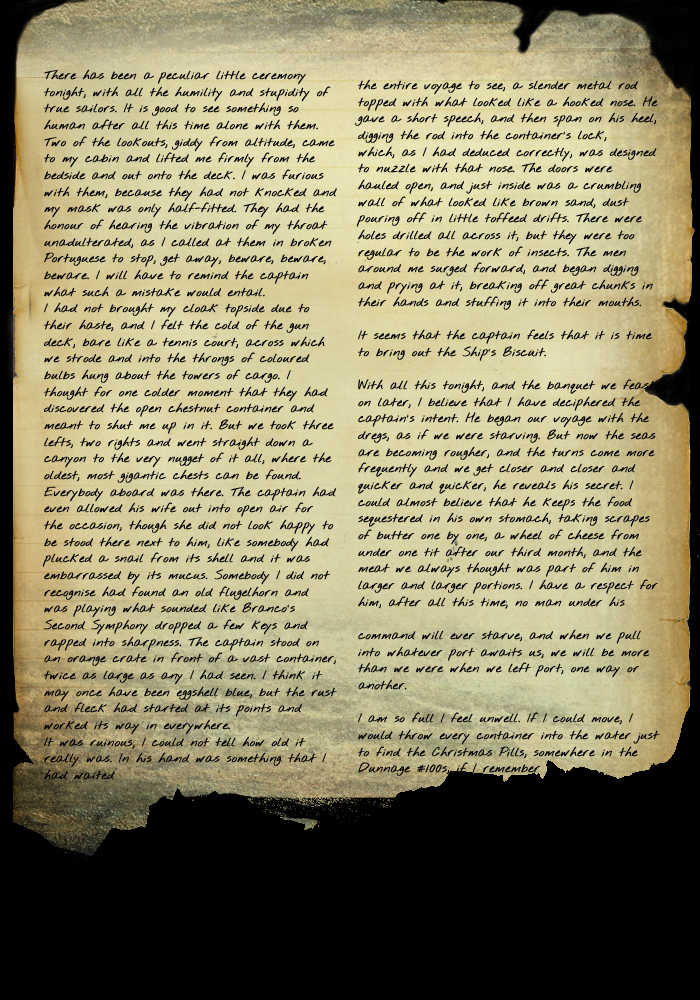 There has been a peculiar little ceremony
tonight, with all the humility and stupidity of
true sailors. It is good to see something so
human after all this time alone with them.
Two of the lookouts, giddy from altitude, came
to my cabin and lifted me firmly from the
bedside and out onto the deck. I was furious
with them, because they had not knocked and
my mask was only half-fitted. They had the
honour of hearing the vibration of my throat
unadulterated, as I called at them in broken
Portuguese to stop, get away, beware, beware,
beware. I will have to remind the captain
what such a mistake would entail.
I had not brought my cloak topside due to
their haste, and I felt the cold of the gun
deck, bare like a tennis court, across which
we strode and into the throngs of coloured
bulbs hung about the towers of cargo. I
thought for one colder moment that they had
discovered the open chestnut container and
meant to shut me up in it. But we took three
lefts, two rights and went straight down a
canyon to the very nugget of it all, where the
oldest, most gigantic chests can be found.
Everybody aboard was there. The captain had
even allowed his wife out into open air for
the occasion, though she did not look happy to
be stood there next to him, like somebody had
plucked a snail from its shell and it was
embarrassed by its mucus. Somebody I did not
recognise had found an old flugelhorn and
was playing what sounded like Branco's
Second Symphony dropped a few keys and
rapped into sharpness. The captain stood on
an orange crate in front of a vast container,
twice as large as any I had seen. I think it
may once have been eggshell blue, but the rust
and fleck had started at its points and
worked its way in everywhere.
It was ruinous, I could not tell how old it
really was. In his hand was something that I
had waited
the entire voyage to see, a slender metal rod
topped with what looked like a hooked nose. He
gave a short speech, and then span on his heel,
digging the rod into the container's lock,
which, as I had deduced correctly, was designed
to nuzzle with that nose. The doors were
hauled open, and just inside was a crumbling
wall of what looked like brown sand, dust
pouring off in little toffeed drifts. There were
holes drilled all across it, but they were too
regular to be the work of insects. The men
around me surged forward, and began digging
and prying at it, breaking off great chunks in
their hands and stuffing it into their mouths.
It seems that the captain feels that it is time
to bring out the Ship's Biscuit.
With all this tonight, and the banquet we feast
on later, I believe that I have deciphered the
captain's intent. He began our voyage with the
dregs, as if we were starving. But now the seas
are becoming rougher, and the turns come more
frequently and we get closer and closer and
quicker and quicker, he reveals his secret. I
could almost believe that he keeps the food
sequestered in his own stomach, taking scrapes
of butter one by one, a wheel of cheese from
under one tit after our third month, and the
meat we always thought was part of him in
larger and larger portions. I have a respect for
him, after all this time, no man under his
command will ever starve, and when we pull
into whatever port awaits us, we will be more
than we were when we left port, one way or
another.
I am so full I feel unwell. If I could move, I
would throw every container into the water just
to find the Christmas Pills, somewhere in the
Dunnage #100s, if I remember